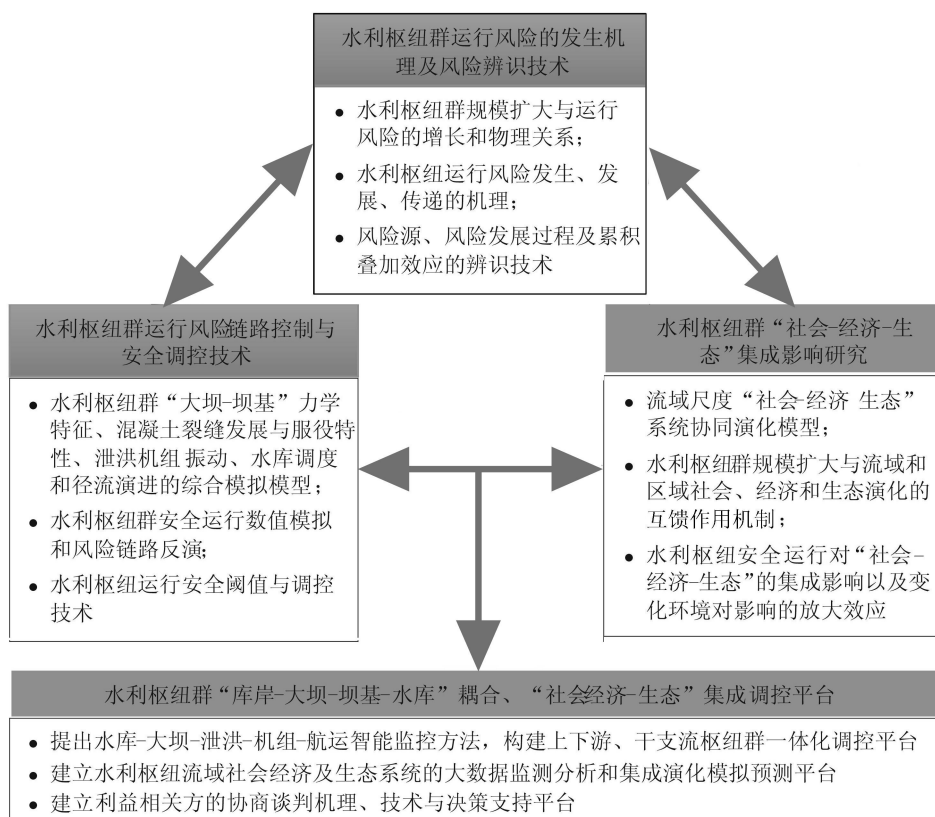 水利枢纽群运行风险的发生机
理及风险辨识技术
● 水利枢纽群规模扩大与运行
风险的增长和物理关系；
● 水利枢纽运行风险发生、发
展、传递的机理；
● 风险源、风险发展过程及累积
叠加效应的辨识技术
水利枢纽群运行风险链路控制与
安全调控技术
● 水利枢纽群“大坝-坝基”力学
特征、混凝土裂缝发展与服役特
性、泄洪机组振动、水库调度
和径流演进的综合模拟模型；
● 水利枢纽群安全运行数值模拟
和风险链路反演；
● 水利枢纽运行安全阈值与调控
技术
水利枢纽群“社会-经济-生
态”集成影响研究
● 流域尺度“社会-经济 生态”
系统协同演化模型；
● 水利枢纽群规模扩大与流域和
区域社会、经济和生态演化的
互馈作用机制；
● 水利枢纽安全运行对“社会-
经济-生态”的集成影响以及变
化环境对影响的放大效应
水利枢纽群“库岸-大坝-坝基-水库”耦合、“社会经济-生态”集成调控平台
● 提出水库-大坝-泄洪-机组-航运智能监控方法，构建上下游、干支流枢纽群一体化调控平台
● 建立水利枢纽流域社会经济及生态系统的大数据监测分析和集成演化模拟预测平台
● 建立利益相关方的协商谈判机理、技术与决策支持平台